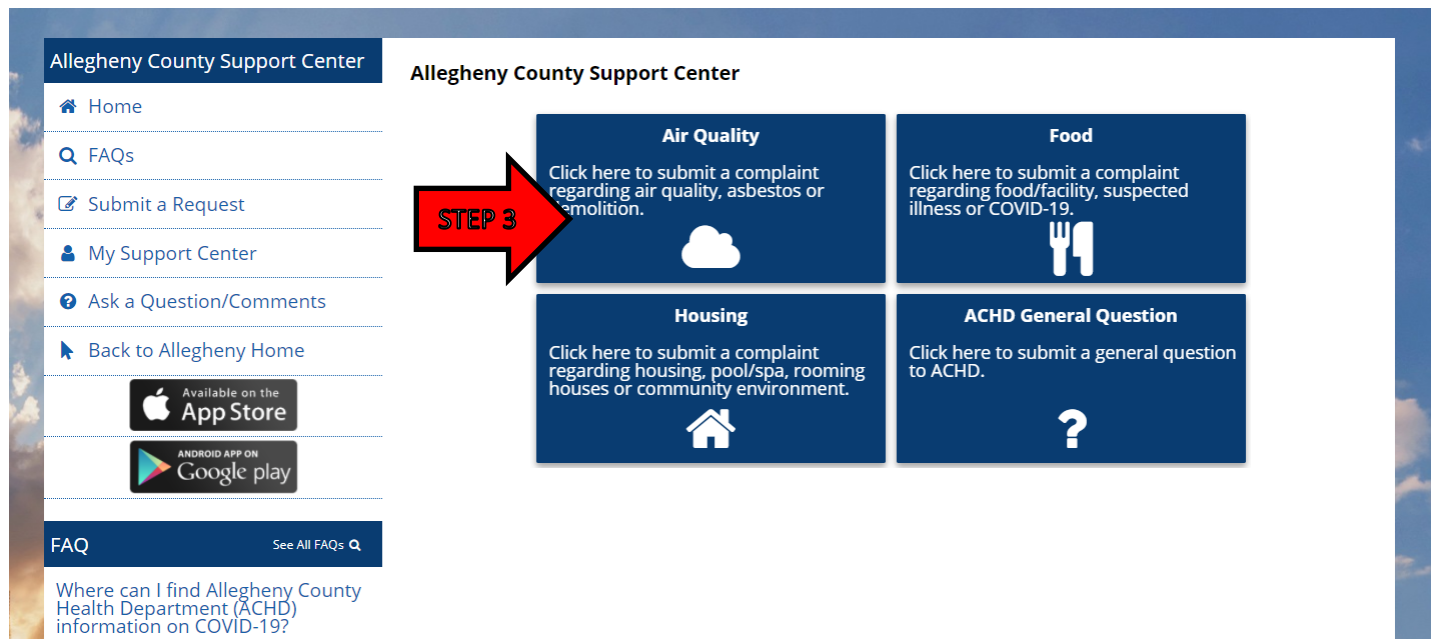 Allegheny County Support Center
Home
FAQs
Submit a Request
My Support Center
Ask a Question/Comments
Back to Allegheny Home
Available on the
App Store
ANDROID APP ON
Google play
FAQ
See All FAQs
Where can I find Allegheny County
Health Department (ACHD)
information on COVID-19?
Allegheny County Support Center
STEP 3
Air Quality
Click here to submit a complaint
regarding air quality, asbestos or
demolition.
Food
Click here to submit a complaint
regarding food/facility, suspected
illness or COVID-19.
Housing
Click here to submit a complaint
regarding housing, pool/spa, rooming
houses or community environment.
ACHD General Question
Click here to submit a general question
to ACHD.
?